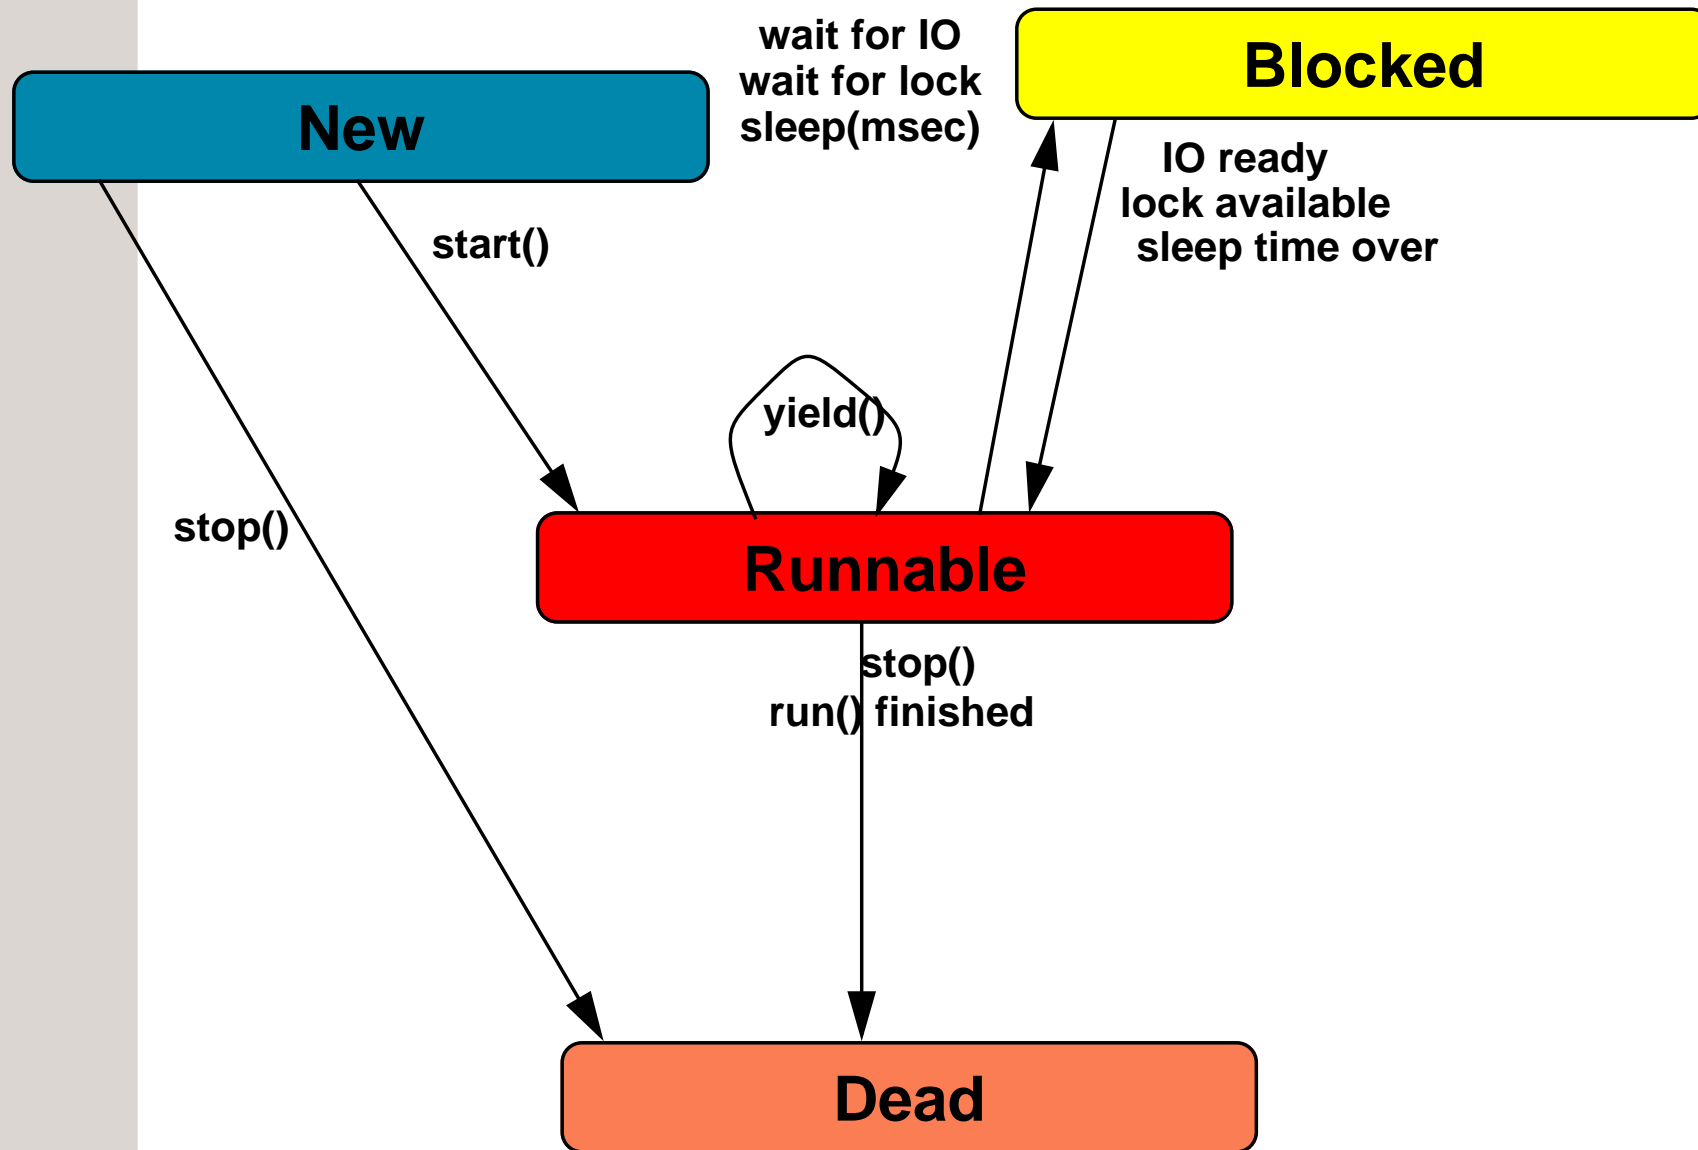 wait for IO
wait for lock
sleep(msec)
Blocked
New
IO ready
lock available
sleep time over
start()
yield()
stop()
Runnable
stop()
run() finished
Dead